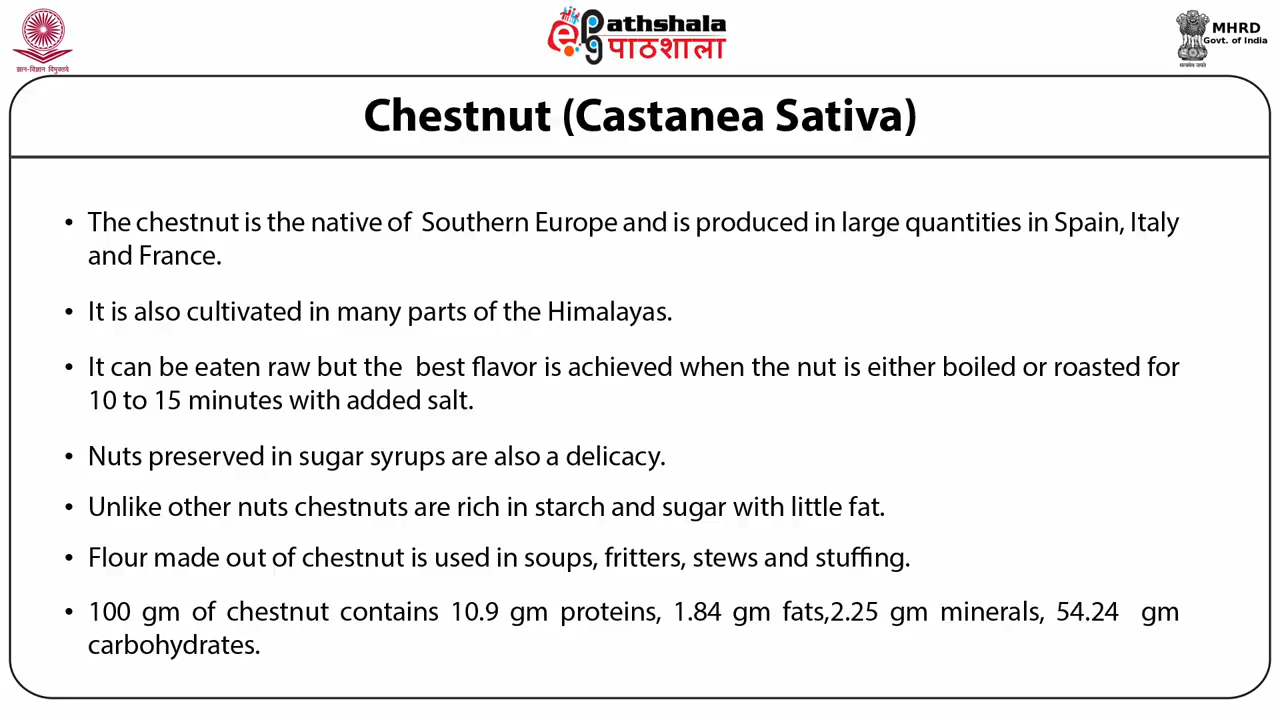 ज्ञान-विज्ञान विमुक्तये
epathshala
पाठशाला
MHRD
Govt. of India
सत्यमेव जयते
Chestnut (Castanea Sativa)
• The chestnut is the native of Southern Europe and is produced in large quantities in Spain, Italy
and France.
• It is also cultivated in many parts of the Himalayas.
• It can be eaten raw but the best flavor is achieved when the nut is either boiled or roasted for
10 to 15 minutes with added salt.
• Nuts preserved in sugar syrups are also a delicacy.
• Unlike other nuts chestnuts are rich in starch and sugar with little fat.
• Flour made out of chestnut is used in soups, fritters, stews and stuffing.
• 100 gm of chestnut contains 10.9 gm proteins, 1.84 gm fats,2.25 gm minerals, 54.24 gm
carbohydrates.